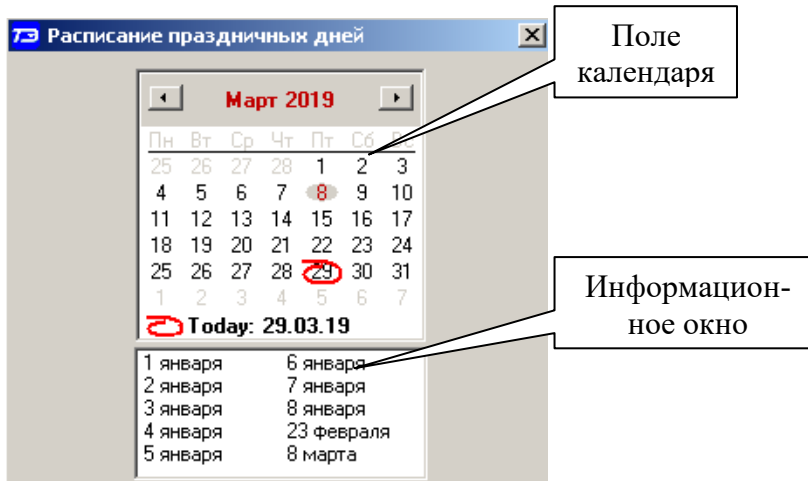 ТЭ Расписание праздничных дней
Поле
календаря
Март 2019
Пн Вт Ср Чт Пт Сб Вс
25 26 27 28 1 2 3
4 5 6 7 8 9 10
11 12 13 14 15 16 17
18 19 20 21 22 23 24
25 26 27 28 29 30 31
1 2 3 4 5 6 7
Today: 29.03.19
Информацион-
ное окно
1 января 6 января
2 января 7 января
3 января 8 января
4 января 23 февраля
5 января 8 марта